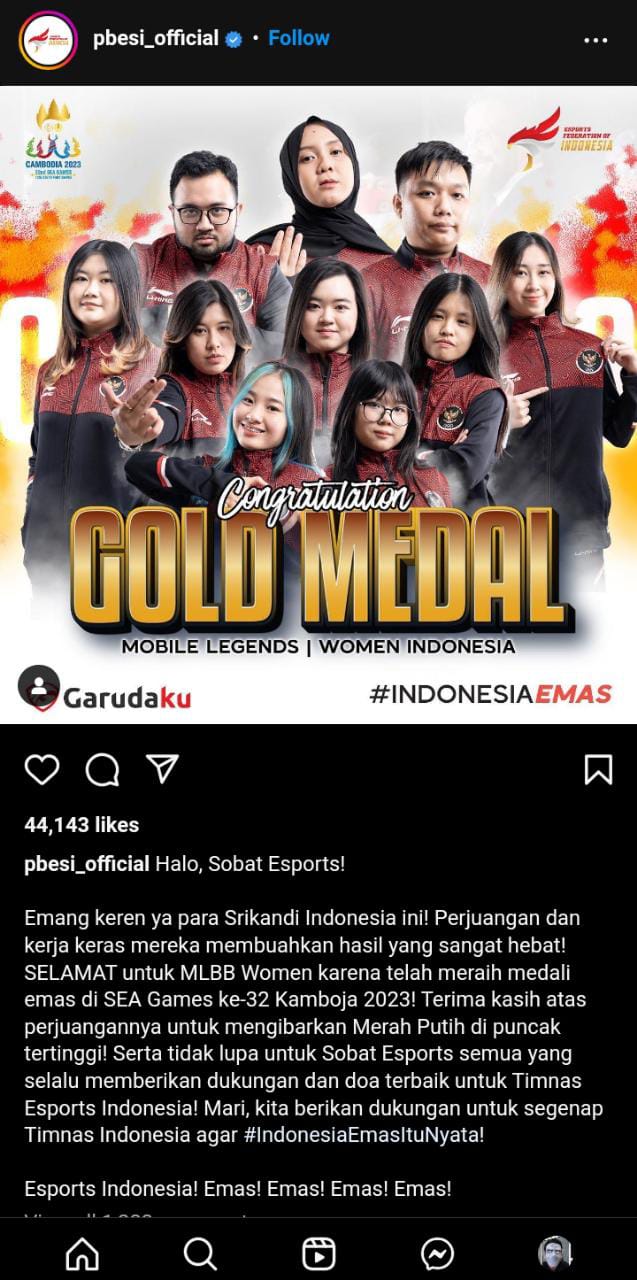 pbesi_official • Follow
CAMBODIA 2023
ESPORTS
FEDERATION OF
INDONESIA
LI-NING
Congratulation
GOLD MEDAL
MOBILE LEGENDS | WOMEN INDONESIA
Garudaku
#INDONESIAEMAS
44,143 likes
pbesi_official Halo, Sobat Esports!
Emang keren ya para Srikandi Indonesia ini! Perjuangan dan
kerja keras mereka membuahkan hasil yang sangat hebat!
SELAMAT untuk MLBB Women karena telah meraih medali
emas di SEA Games ke-32 Kamboja 2023! Terima kasih atas
perjuangannya untuk mengibarkan Merah Putih di puncak
tertinggi! Serta tidak lupa untuk Sobat Esports semua yang
selalu memberikan dukungan dan doa terbaik untuk Timnas
Esports Indonesia! Mari, kita berikan dukungan untuk segenap
Timnas Indonesia agar #IndonesiaEmasItuNyata!
Esports Indonesia! Emas! Emas! Emas! Emas!